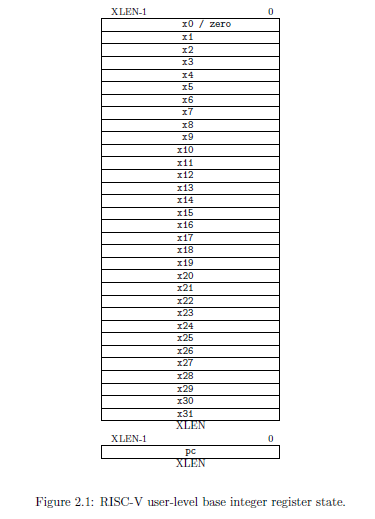 XLEN-1 0
x0 / zero
x1
x2
x3
x4
x5
x6
x7
x8
x9
x10
x11
x12
x13
x14
x15
x16
x17
x18
x19
x20
x21
x22
x23
x24
x25
x26
x27
x28
x29
x30
x31
XLEN
XLEN-1 0
pc
XLEN
Figure 2.1: RISC-V user-level base integer register state.